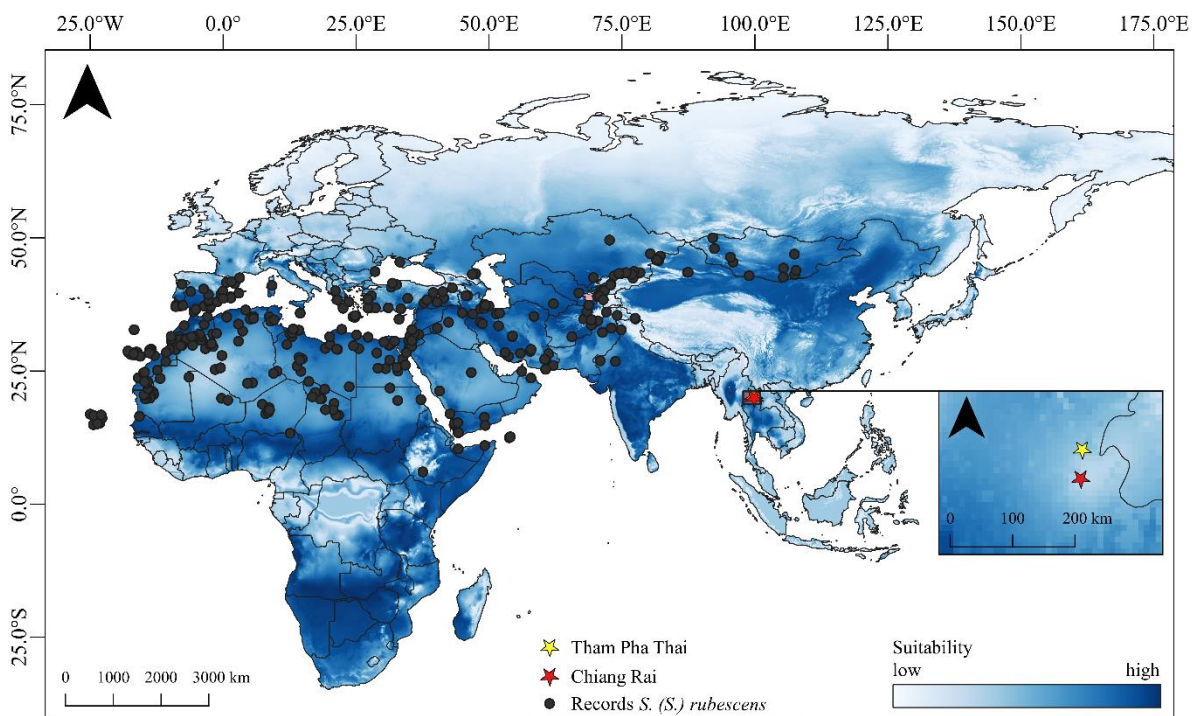 25.0°W 0.0° 25.0°E 50.0°E 75.0°E 100.0°E 125.0°E 150.0°E 175.0°E
75.0°N
50.0°N
25.0°N
0.0°
25.0°S
0 100 200 km
Tham Pha Thai
Chiang Rai
Records S. (S.) rubescens
Suitability
low high
0 1000 2000 3000 km